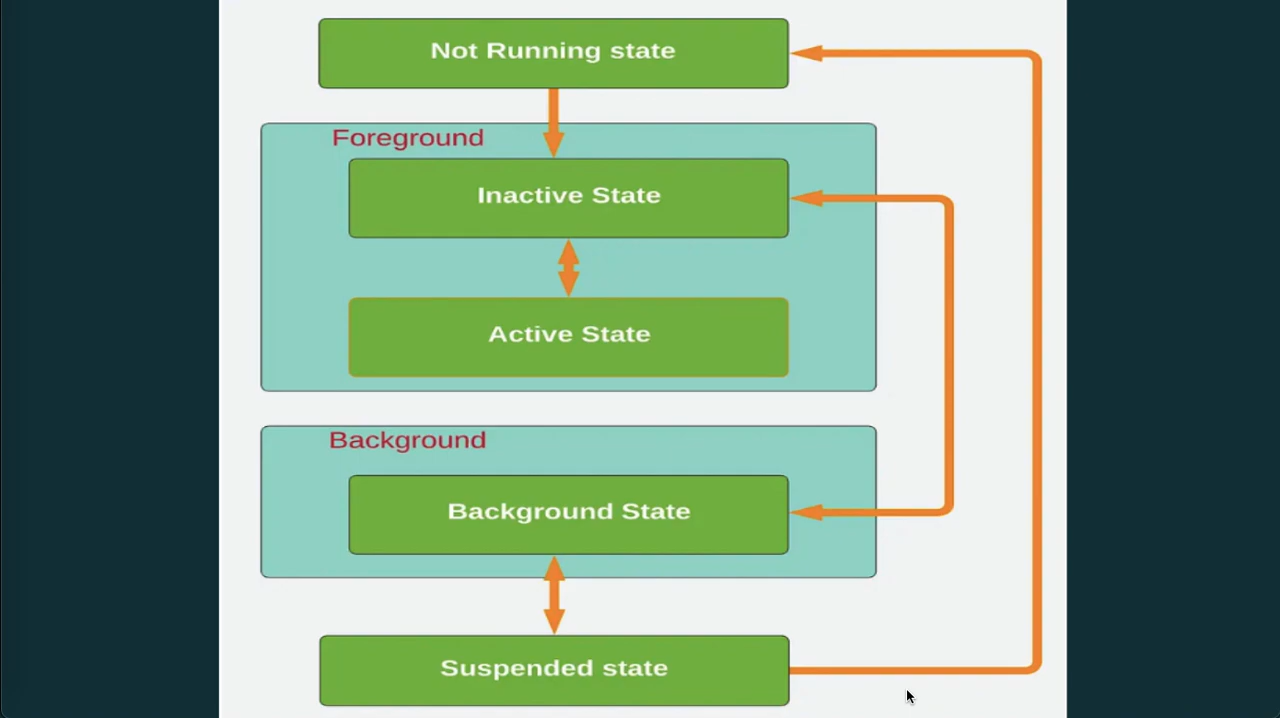 Not Running state
Foreground
Inactive State
Active State
Background
Background State
Suspended state